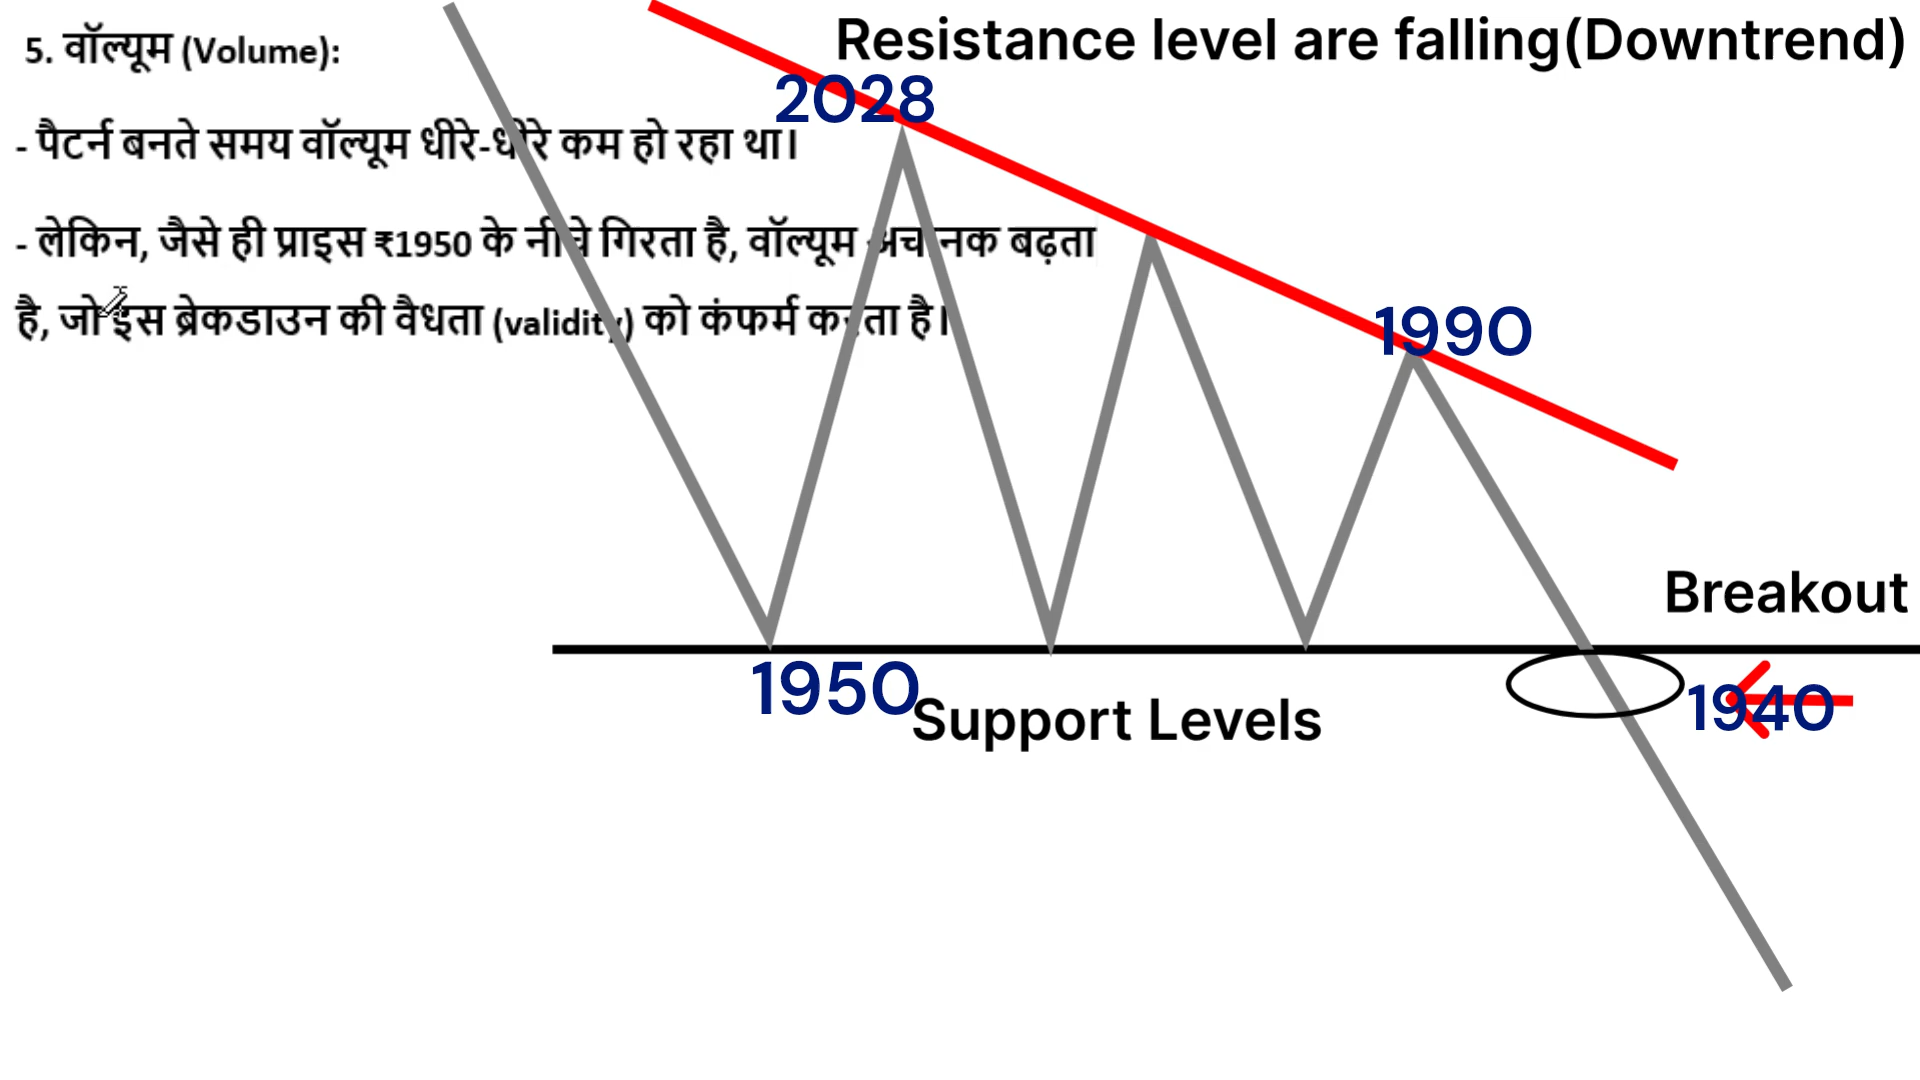 Resistance level are falling(Downtrend)
5. वॉल्यूम (Volume):
2028
- पैटर्न बनते समय वॉल्यूम धीरे-धीरे कम हो रहा था।
- लेकिन, जैसे ही प्राइस ₹1950 के नीचे गिरता है, वॉल्यूम अचानक बढ़ता
है, जो इस ब्रेकडाउन की वैधता (validity) को कंफर्म करता है।
1990
Breakout
1950
1940
Support Levels